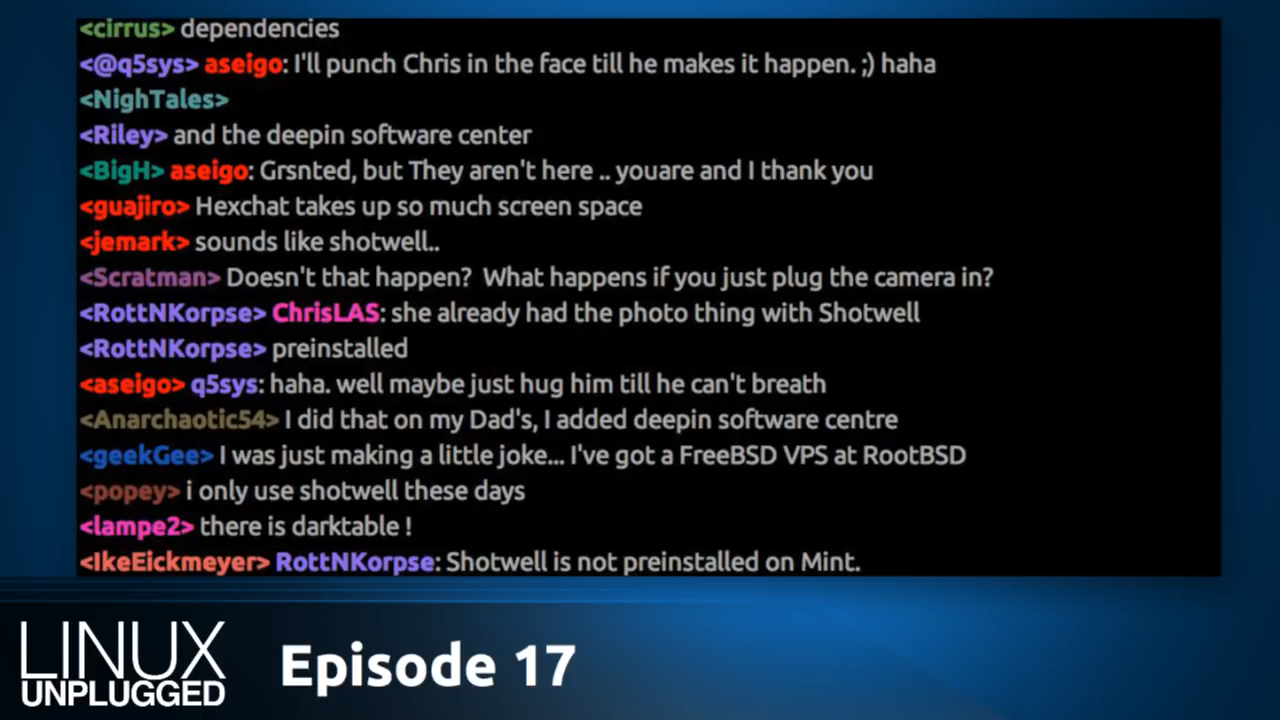 <cirrus> dependencies
<@q5sys> aseigo: I'll punch Chris in the face till he makes it happen. ;) haha
<NighTales>
<Riley> and the deepin software center
<BigH> aseigo: Grsnted, but They aren't here .. youare and I thank you
<guajiro> Hexchat takes up so much screen space
<jemark> sounds like shotwell..
<Scratman> Doesn't that happen?  What happens if you just plug the camera in?
<RottNKorpse> ChrisLAS: she already had the photo thing with Shotwell
<RottNKorpse> preinstalled
<aseigo> q5sys: haha. well maybe just hug him till he can't breath
<Anarchaotic54> I did that on my Dad's, I added deepin software centre
<geekGee> I was just making a little joke... I've got a FreeBSD VPS at RootBSD
<popey> i only use shotwell these days
<lampe2> there is darktable !
<IkeEickmeyer> RottNKorpse: Shotwell is not preinstalled on Mint.
LINUX
UNPLUGGED
Episode 17